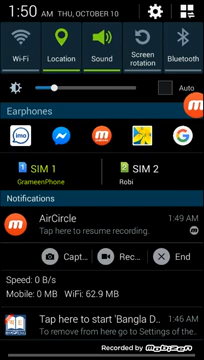 1:50 AM THU, OCTOBER 10
Wi-Fi Location Sound Screen rotation Bluetooth
Auto
Earphones
imo
SIM 1 SIM 2
GrameenPhone Robi
Notifications
AirCircle 1:49 AM
Tap here to resume recording.
Capt... Rec... End
Speed: 0 B/s
Mobile: 0 MB WiFi: 62.9 MB
Tap here to start 'Bangla D.. 1:46 AM
To remove from here go to Settings of the..
Recorded by Mobizen